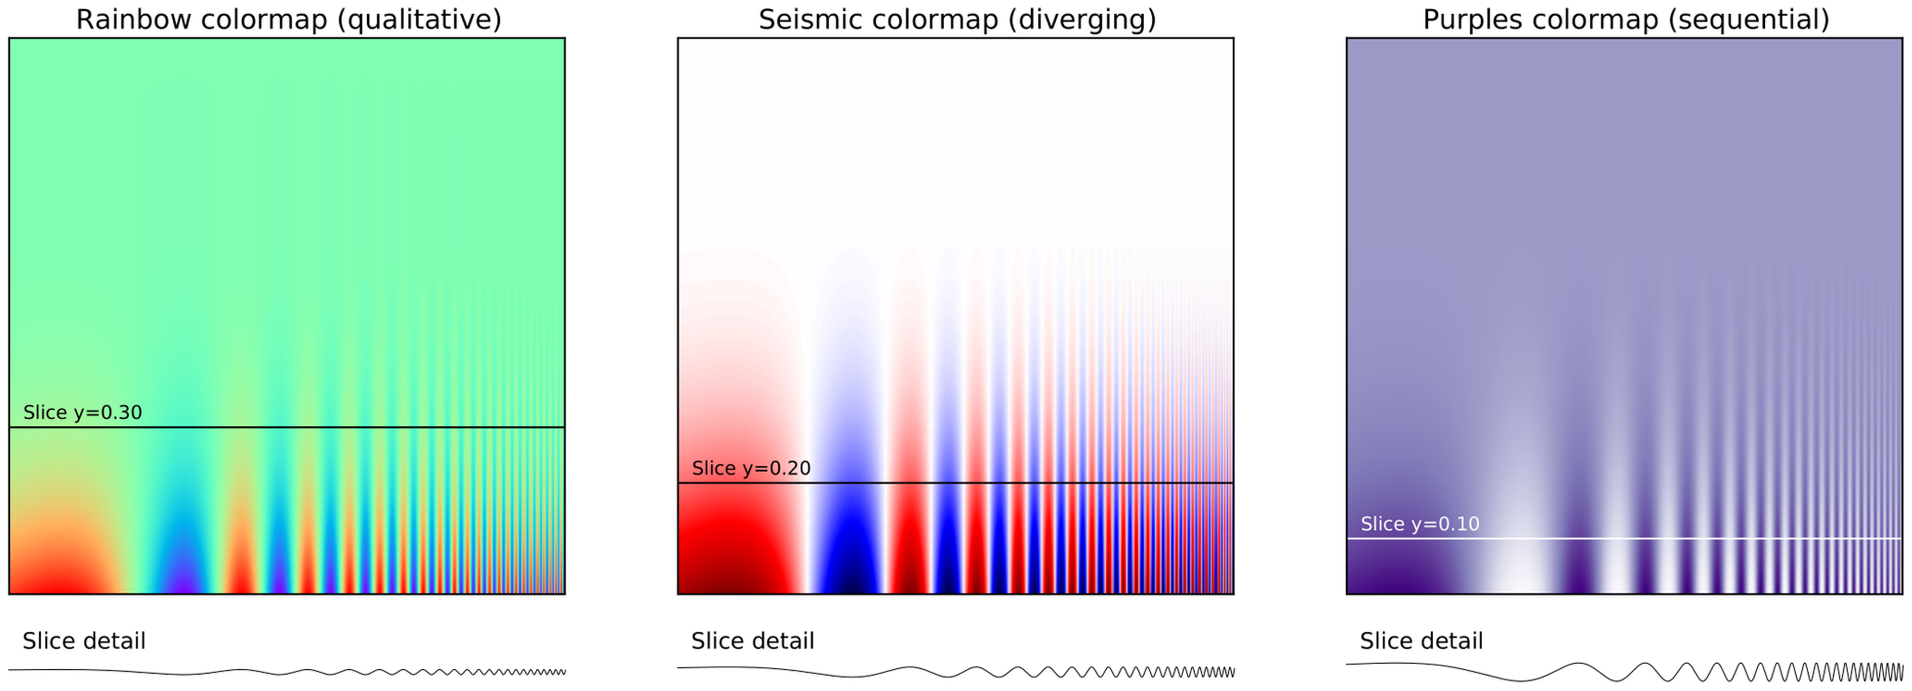 Rainbow colormap (qualitative)
Seismic colormap (diverging)
Purples colormap (sequential)
Slice y=0.30
Slice y=0.20
Slice y=0.10
Slice detail
Slice detail
Slice detail